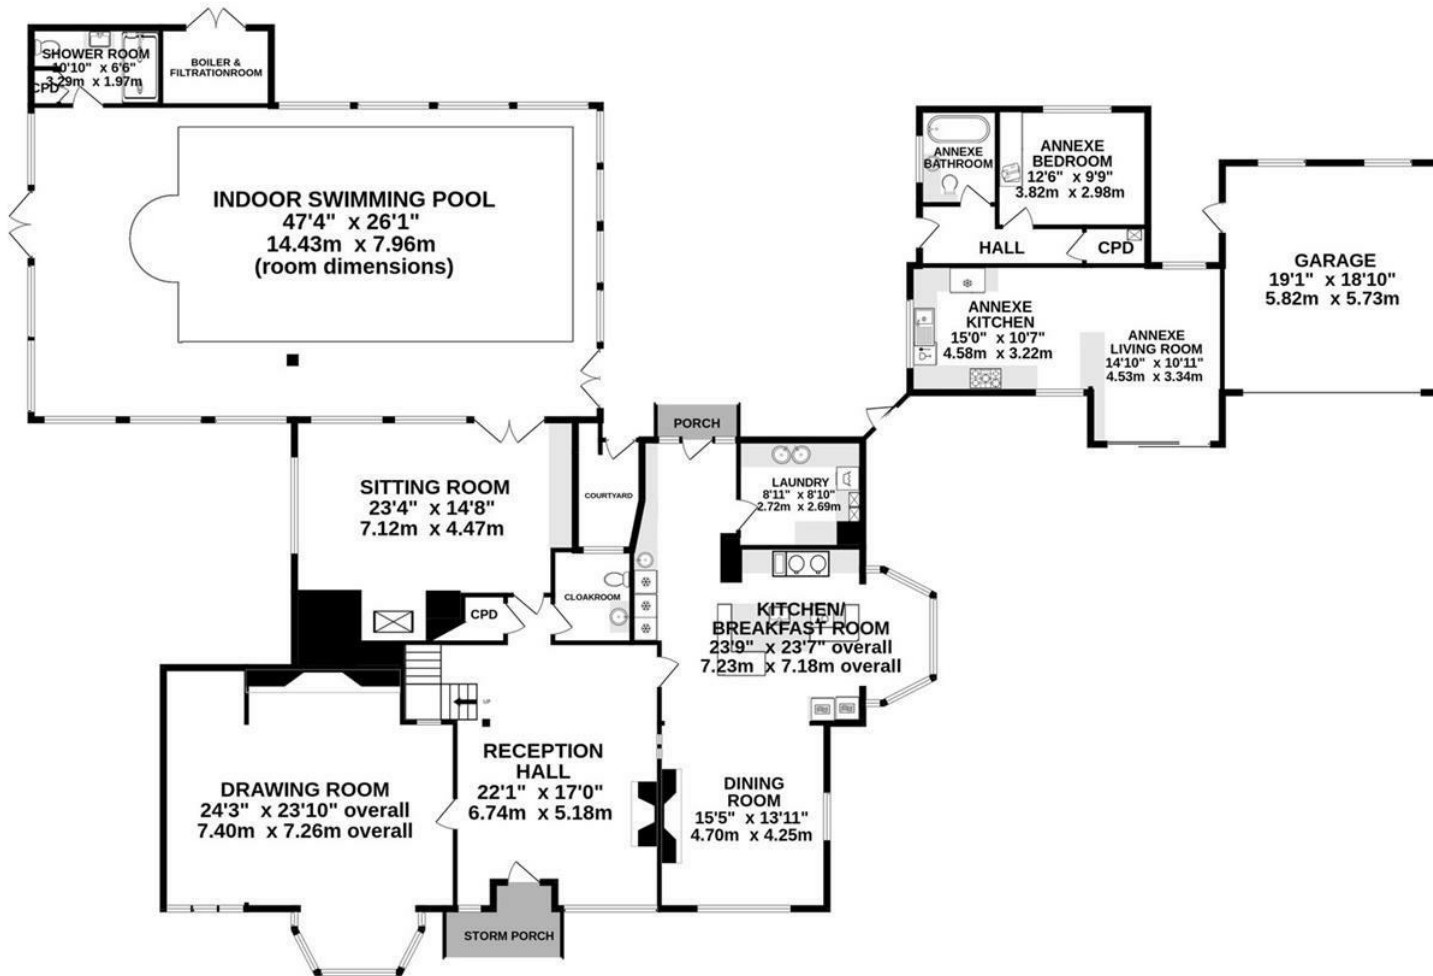 SHOWER ROOM
10'10" x 6'6"
3.29m x 1.97m
CPD
BOILER &
FILTRATIONROOM
INDOOR SWIMMING POOL
47'4" x 26'1"
14.43m x 7.96m
(room dimensions)
ANNEXE
BATHROOM
ANNEXE
BEDROOM
12'6" x 9'9"
3.82m x 2.98m
HALL
CPD
GARAGE
19'1" x 18'10"
5.82m x 5.73m
ANNEXE
KITCHEN
15'0" x 10'7"
4.58m x 3.22m
ANNEXE
LIVING ROOM
14'10" x 10'11"
4.53m x 3.34m
PORCH
SITTING ROOM
23'4" x 14'8"
7.12m x 4.47m
COURTYARD
LAUNDRY
8'11" x 8'10"
2.72m x 2.69m
CLOAKROOM
CPD
KITCHEN/
BREAKFAST ROOM
23'9" x 23'7" overall
7.23m x 7.18m overall
UP
RECEPTION
HALL
22'1" x 17'0"
6.74m x 5.18m
DRAWING ROOM
24'3" x 23'10" overall
7.40m x 7.26m overall
DINING
ROOM
15'5" x 13'11"
4.70m x 4.25m
STORM PORCH